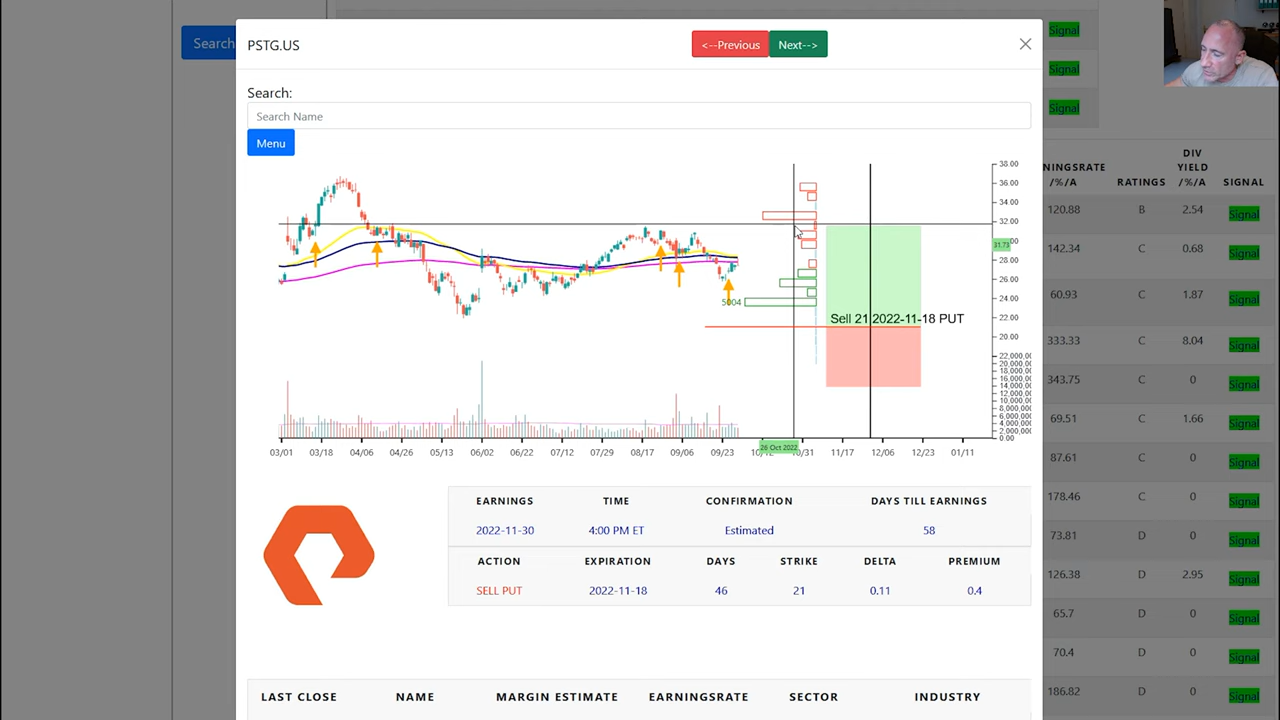 PSTG.US
<--Previous
Next-->
Search
Search:
Search Name
Menu
38.00
36.00
34.00
32.00
31.73
28.00
26.00
24.00
22.00
20.00
5004
Sell 21 2022-11-18 PUT
26 Oct 2022
03/01 03/18 04/06 04/26 05/13 06/02 06/22 07/12 07/29 08/17 09/06 09/23 10/31 11/17 12/06 12/23 01/11
EARNINGS TIME CONFIRMATION DAYS TILL EARNINGS
2022-11-30 4:00 PM ET Estimated 58
ACTION EXPIRATION DAYS STRIKE DELTA PREMIUM
SELL PUT 2022-11-18 46 21 0.11 0.4
LAST CLOSE NAME MARGIN ESTIMATE EARNINGSRATE SECTOR INDUSTRY
Signal
Signal
Signal
NINGSRATE /%/A RATINGS DIV YIELD /%/A SIGNAL
120.88 B 2.54 Signal
142.34 C 0.68 Signal
60.93 C 1.87 Signal
333.33 C 8.04 Signal
343.75 C 0 Signal
69.51 C 1.66 Signal
87.61 C 0 Signal
178.46 C 0 Signal
73.81 D 0 Signal
126.38 D 2.95 Signal
65.7 D 0 Signal
70.4 D 0 Signal
186.82 D 0 Signal